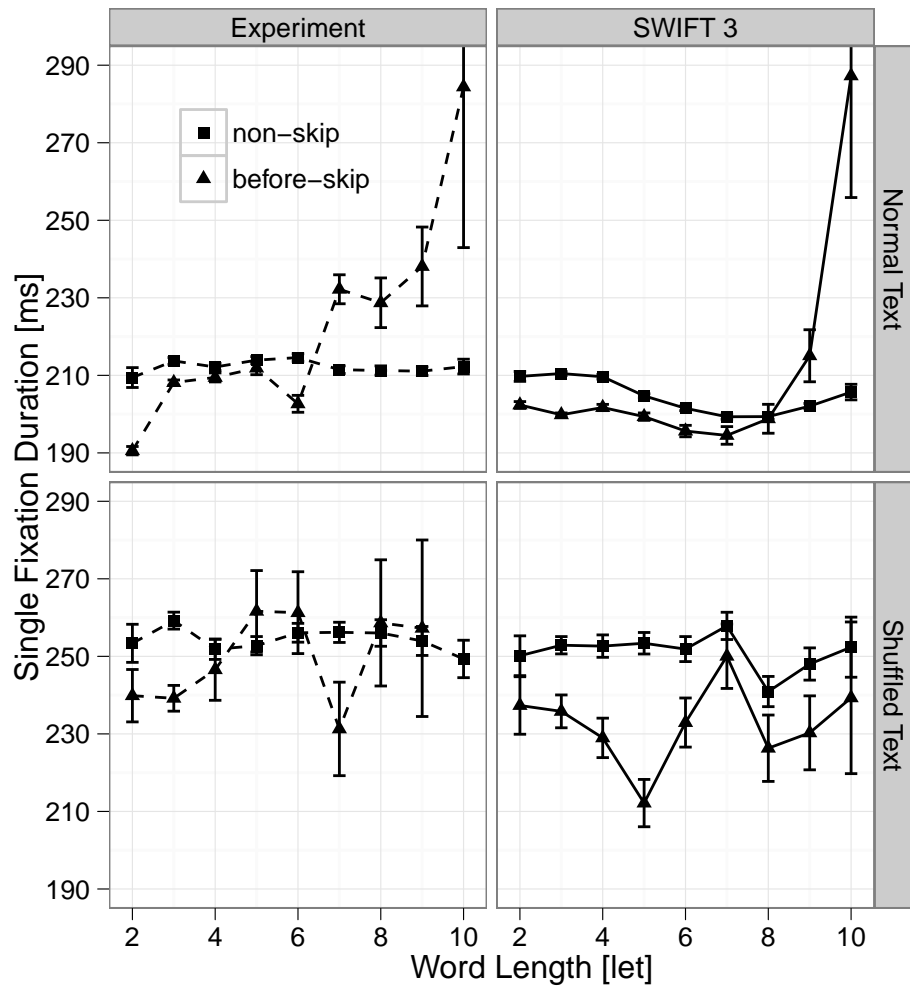 Experiment
SWIFT 3
290
270
250
230
210
190
non−skip
before−skip
Normal Text
290
270
250
230
210
190
Shuffled Text
Single Fixation Duration [ms]
2 4 6 8 10
2 4 6 8 10
Word Length [let]